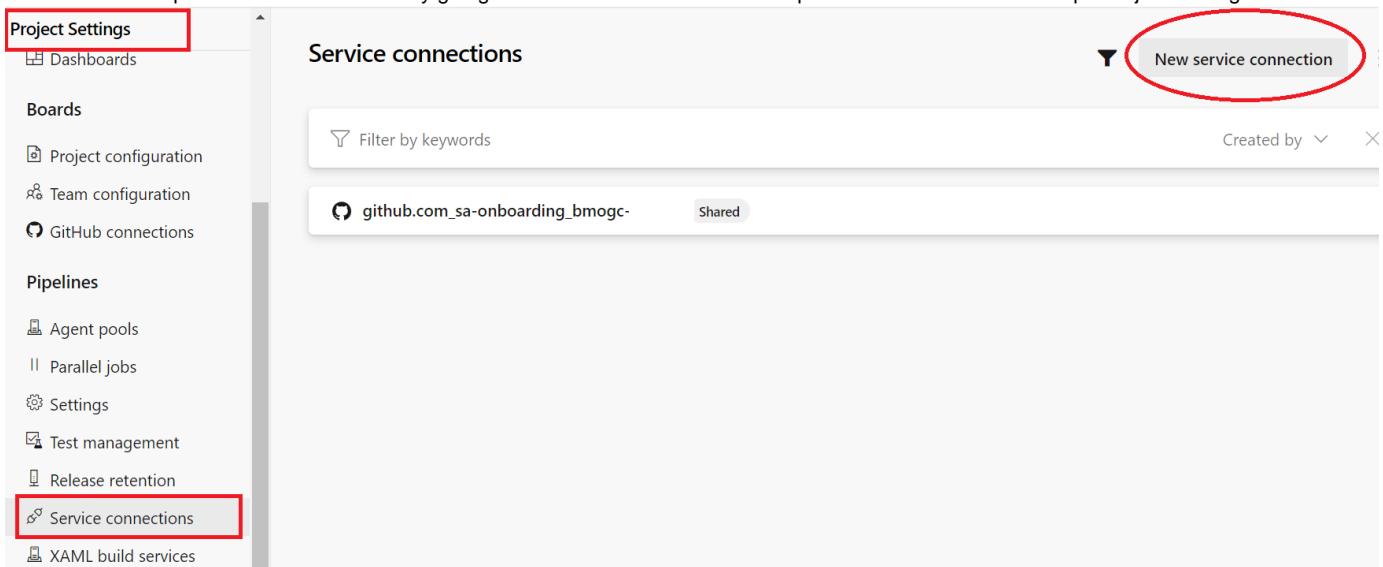 Project Settings
Dashboards
Boards
Project configuration
Team configuration
GitHub connections
Pipelines
Agent pools
Parallel jobs
Settings
Test management
Release retention
Service connections
XAML build services
Service connections
New service connection
Filter by keywords
Created by
github.com_sa-onboarding_bmogc-
Shared